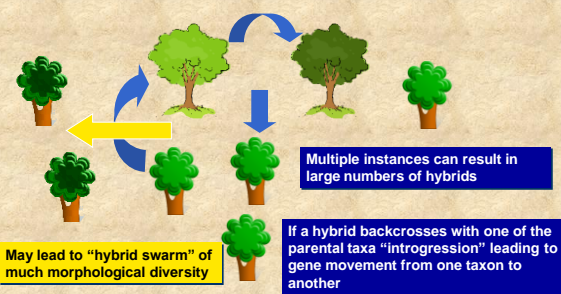 Multiple instances can result in
large numbers of hybrids
If a hybrid backcrosses with one of the
parental taxa “introgression” leading to
gene movement from one taxon to
another
May lead to “hybrid swarm” of
much morphological diversity